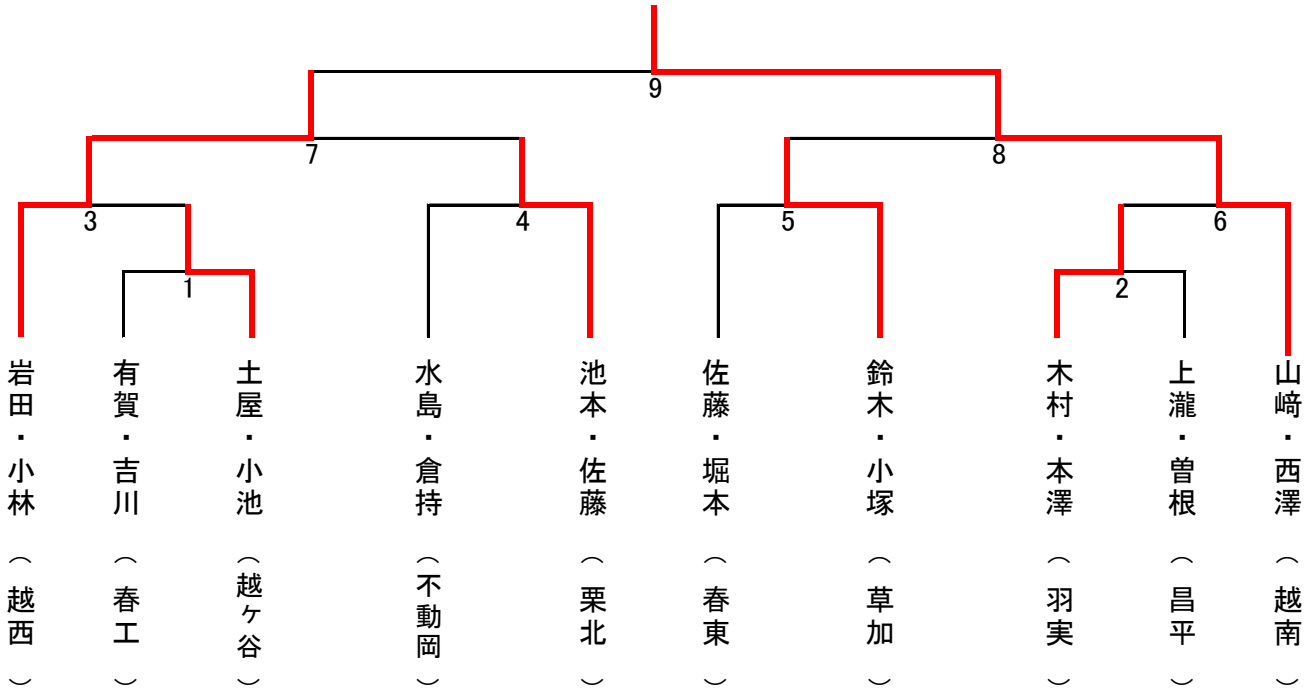 9
7
8
3
4
5
6
1
2
岩田・小林（越西）
有賀・吉川（春工）
土屋・小池（越ヶ谷）
水島・倉持（不動岡）
池本・佐藤（栗北）
佐藤・堀本（春東）
鈴木・小塚（草加）
木村・本澤（羽実）
上瀧・曽根（昌平）
山﨑・西澤（越南）